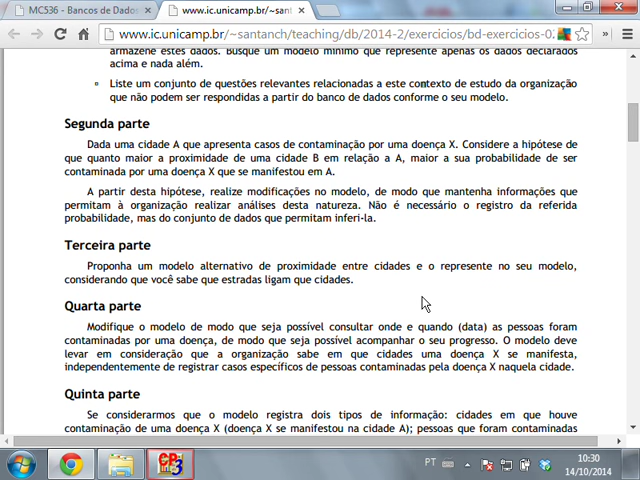 MC536 - Bancos de Dados
www.ic.unicamp.br/~sant
www.ic.unicamp.br/~santanch/teaching/db/2014-2/exercicios/bd-exercicios-02
armazene estes dados. Busque um modelo mínimo que represente apenas os dados declarados
acima e nada além.
Liste um conjunto de questões relevantes relacionadas a este contexto de estudo da organização
que não podem ser respondidas a partir do banco de dados conforme o seu modelo.
Segunda parte
Dada uma cidade A que apresenta casos de contaminação por uma doença X. Considere a hipótese de
que quanto maior a proximidade de uma cidade B em relação a A, maior a sua probabilidade de ser
contaminada por uma doença X que se manifestou em A.
A partir desta hipótese, realize modificações no modelo, de modo que mantenha informações que
permitam à organização realizar análises desta natureza. Não é necessário o registro da referida
probabilidade, mas do conjunto de dados que permitam inferi-la.
Terceira parte
Proponha um modelo alternativo de proximidade entre cidades e o represente no seu modelo,
considerando que você sabe que estradas ligam que cidades.
Quarta parte
Modifique o modelo de modo que seja possível consultar onde e quando (data) as pessoas foram
contaminadas por uma doença, de modo que seja possível acompanhar o seu progresso. O modelo deve
levar em consideração que a organização sabe em que cidades uma doença X se manifesta,
independentemente de registrar casos específicos de pessoas contaminadas pela doença X naquela cidade.
Quinta parte
Se considerarmos que o modelo registra dois tipos de informação: cidades em que houve
contaminação de uma doença X (doença X se manifestou na cidade A); pessoas que foram contaminadas
PT
10:30
14/10/2014